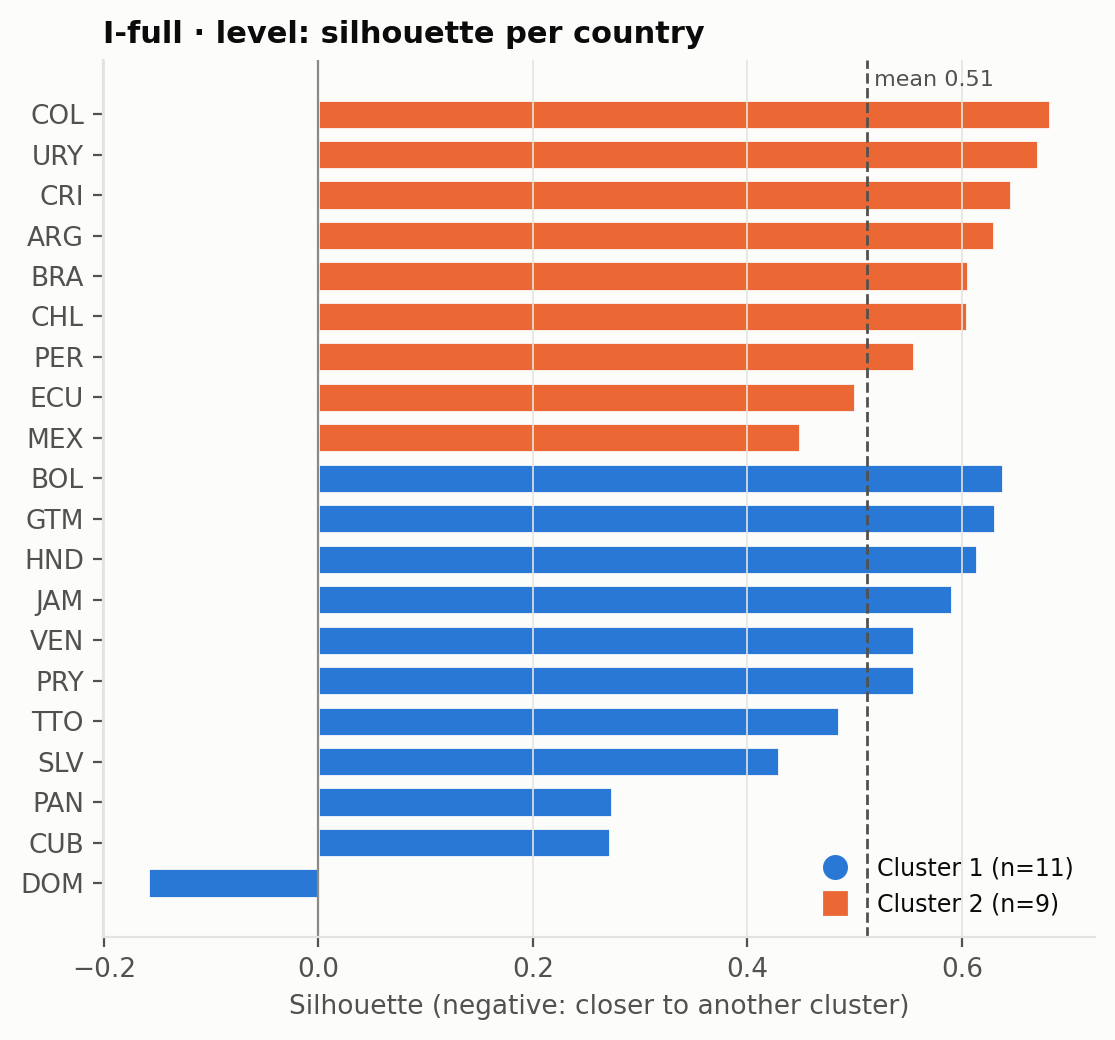 I-full · level: silhouette per country
mean 0.51
COL
URY
CRI
ARG
BRA
CHL
PER
ECU
MEX
BOL
GTM
HND
JAM
VEN
PRY
TTO
SLV
PAN
CUB
DOM
Cluster 1 (n=11)
Cluster 2 (n=9)
−0.2 0.0 0.2 0.4 0.6
Silhouette (negative: closer to another cluster)